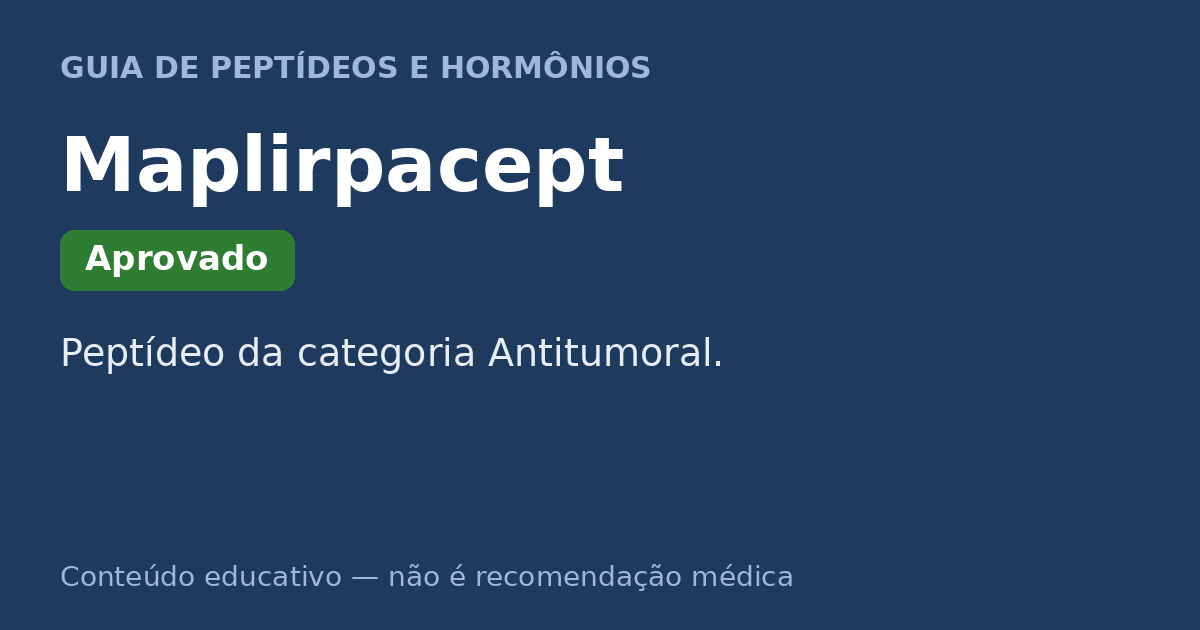 GUIA DE PEPTÍDEOS E HORMÔNIOS
Maplirpacept
Aprovado
Peptídeo da categoria Antitumoral.
Conteúdo educativo — não é recomendação médica